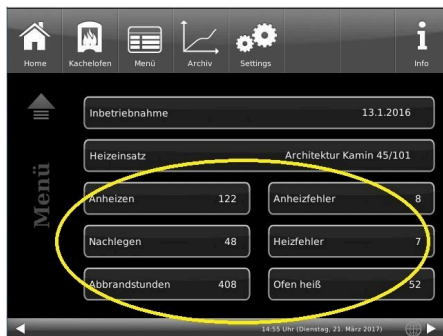 Home Kachelofen Menü Archiv Settings Info
Menü
Inbetriebnahme 13.1.2016
Heizeinsatz Architektur Kamin 45/101
Anheizen 122 Anheizfehler 8
Nachlegen 48 Heizfehler 7
Abbrandstunden 408 Ofen heiß 52
14:55 Uhr (Dienstag, 21. März 2017)